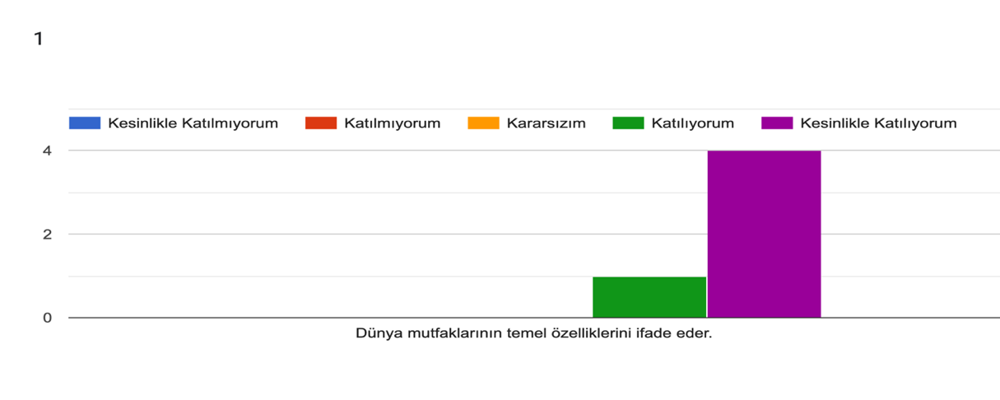 1
Kesinlikle Katılmıyorum Katılmıyorum Kararsızım Katılıyorum Kesinlikle Katılıyorum
4
2
0
Dünya mutfaklarının temel özelliklerini ifade eder.